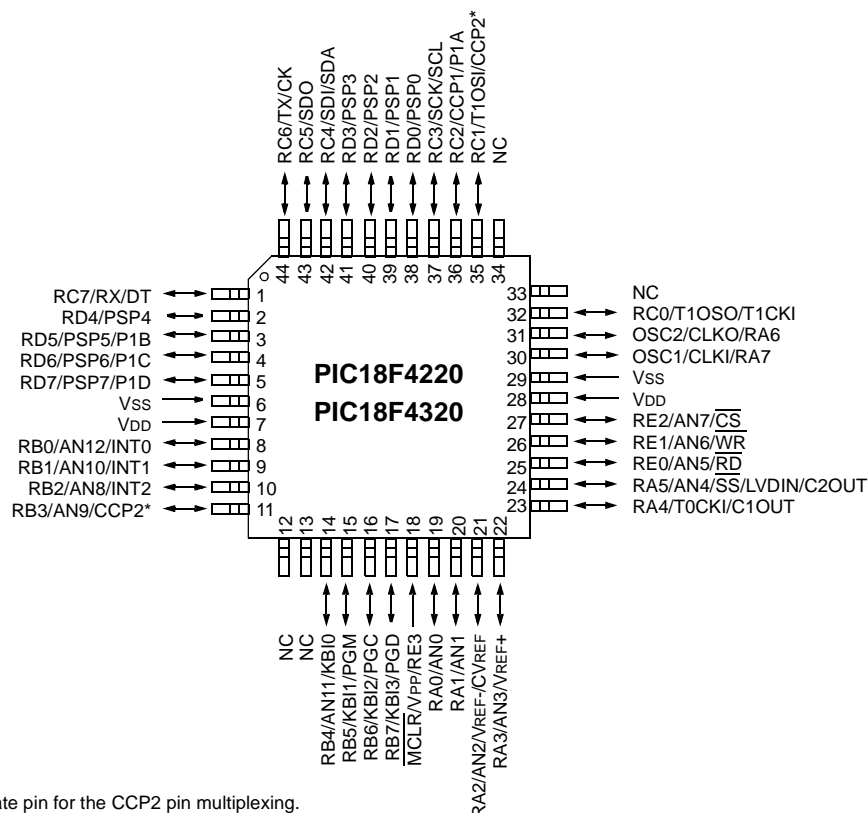 RC6/TX/CK
RC5/SDO
RC4/SDI/SDA
RD3/PSP3
RD2/PSP2
RD1/PSP1
RD0/PSP0
RC3/SCK/SCL
RC2/CCP1/P1A
RC1/T1OSI/CCP2*
NC
44 43 42 41 40 39 38 37 36 35 34
RC7/RX/DT 1
RD4/PSP4 2
RD5/PSP5/P1B 3
RD6/PSP6/P1C 4
RD7/PSP7/P1D 5
VSS 6
VDD 7
RB0/AN12/INT0 8
RB1/AN10/INT1 9
RB2/AN8/INT2 10
RB3/AN9/CCP2* 11
PIC18F4220
PIC18F4320
33 NC
32 RC0/T1OSO/T1CKI
31 OSC2/CLKO/RA6
30 OSC1/CLKI/RA7
29 VSS
28 VDD
27 RE2/AN7/CS
26 RE1/AN6/WR
25 RE0/AN5/RD
24 RA5/AN4/SS/LVDIN/C2OUT
23 RA4/T0CKI/C1OUT
12 13 14 15 16 17 18 19 20 21 22
NC
NC
RB4/AN11/KBI0
RB5/KBI1/PGM
RB6/KBI2/PGC
RB7/KBI3/PGD
MCLR/VPP/RE3
RA0/AN0
RA1/AN1
RA2/AN2/VREF-/CVREF
RA3/AN3/VREF+
ate pin for the CCP2 pin multiplexing.